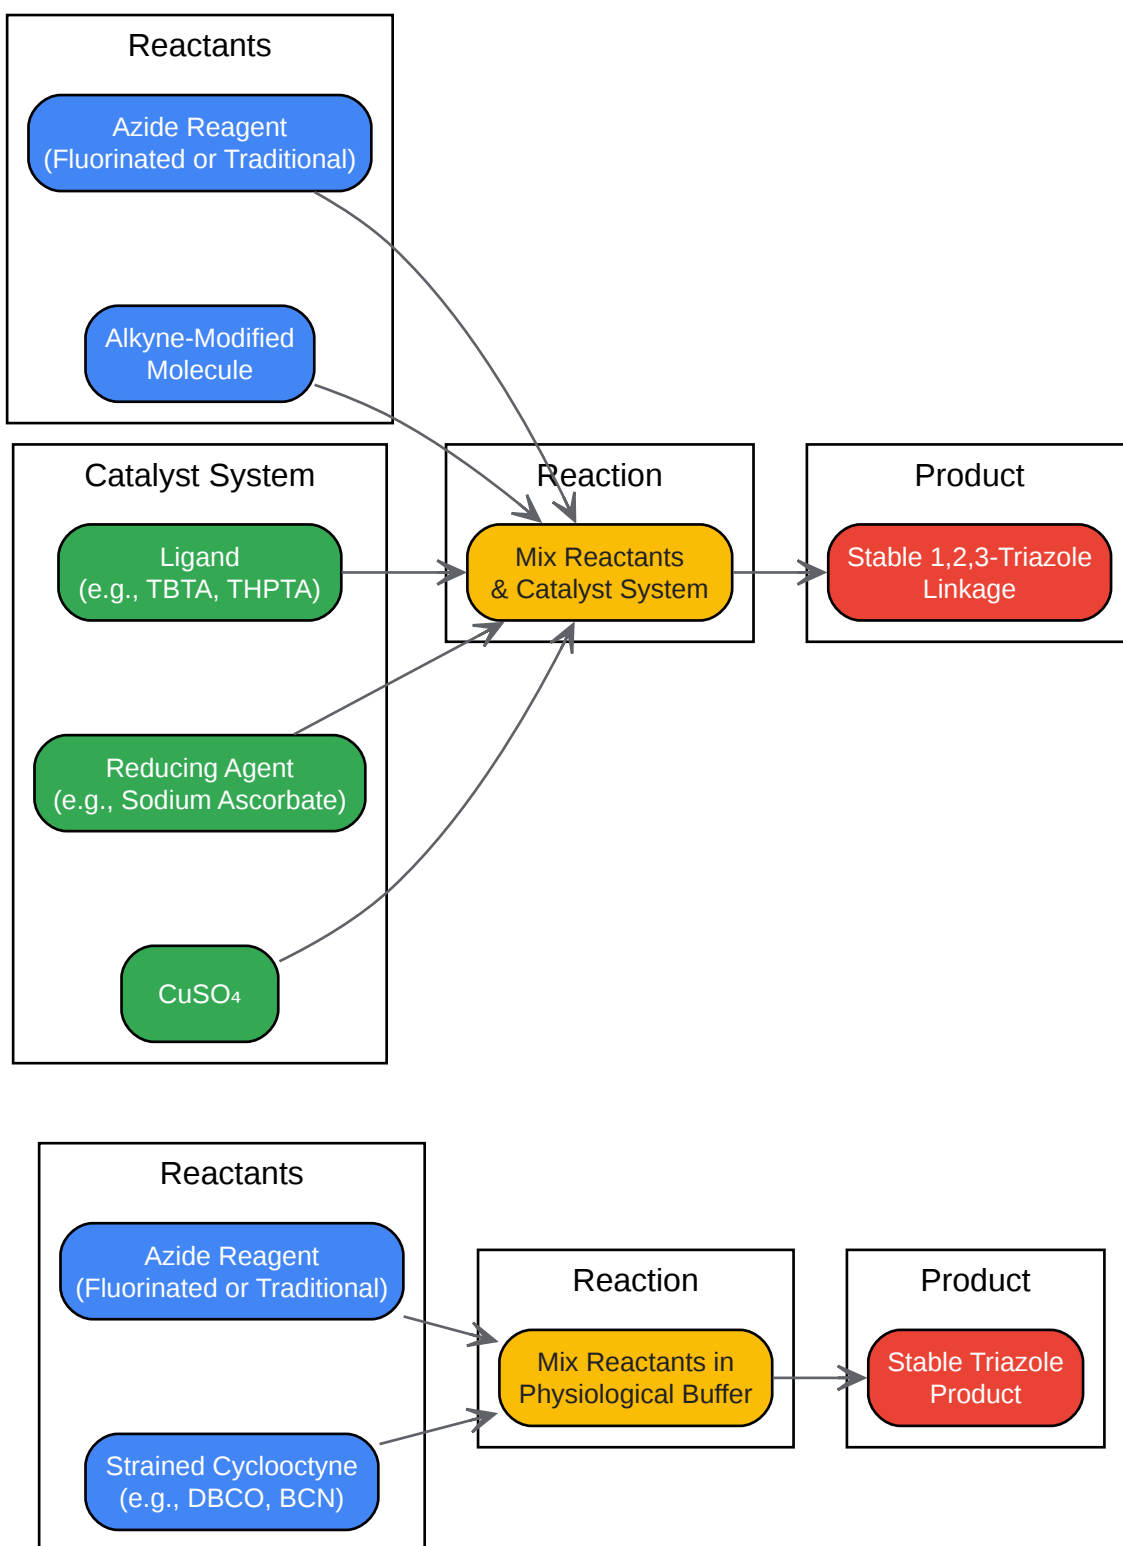 Reactants
Azide Reagent
(Fluorinated or Traditional)
Alkyne-Modified
Molecule
Catalyst System
Ligand
(e.g., TBTA, THPTA)
Reducing Agent
(e.g., Sodium Ascorbate)
CuSO₄
Reaction
Mix Reactants
& Catalyst System
Product
Stable 1,2,3-Triazole
Linkage
Reactants
Azide Reagent
(Fluorinated or Traditional)
Strained Cyclooctyne
(e.g., DBCO, BCN)
Reaction
Mix Reactants in
Physiological Buffer
Product
Stable Triazole
Product